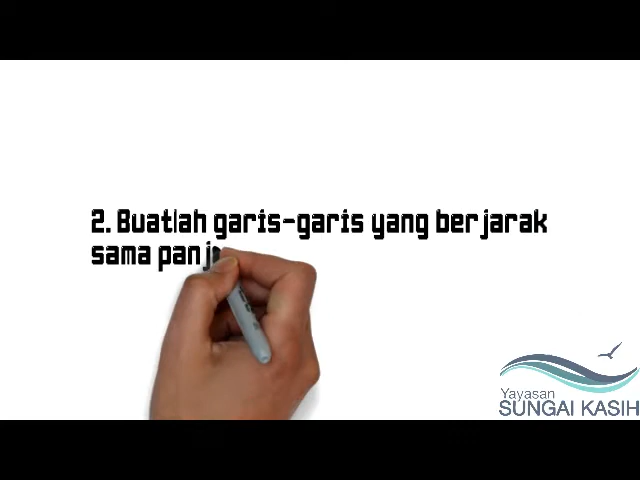 2. Buatlah garis-garis yang berjarak
sama panj
Yayasan
SUNGAI KASIH